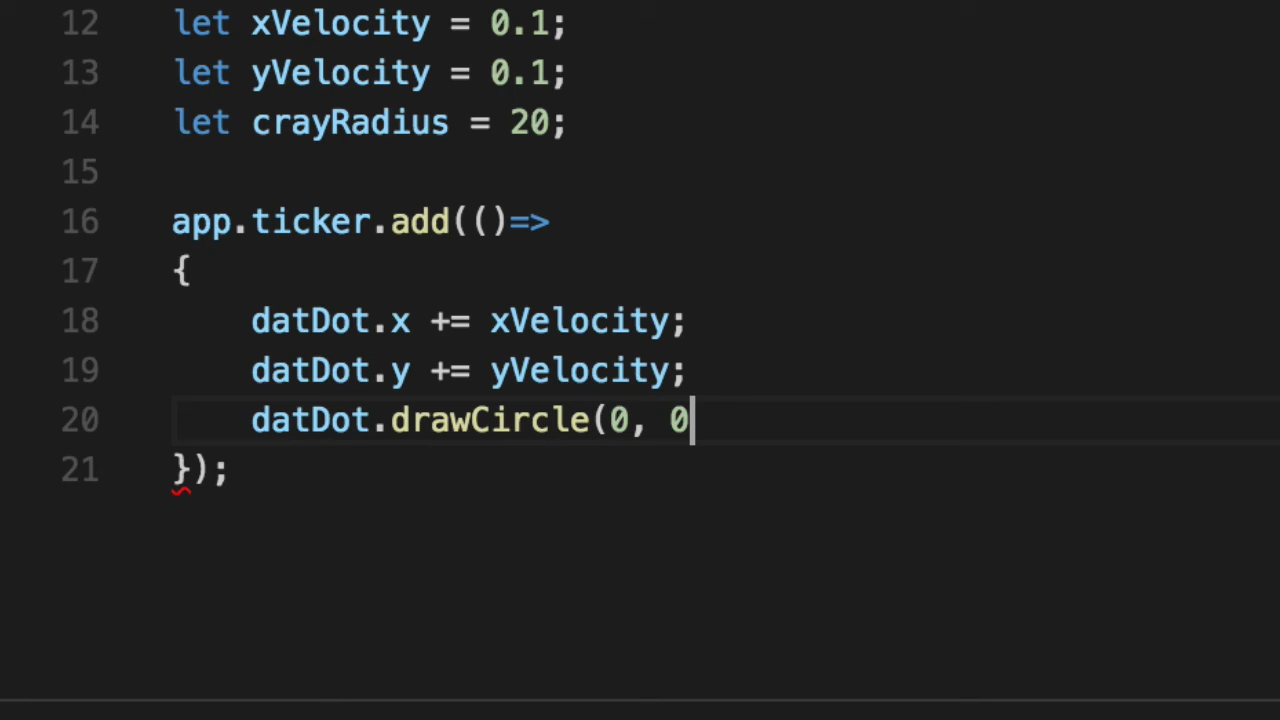 12 let xVelocity = 0.1;
13 let yVelocity = 0.1;
14 let crayRadius = 20;
15
16 app.ticker.add(()=>
17 {
18 datDot.x += xVelocity;
19 datDot.y += yVelocity;
20 datDot.drawCircle(0, 0
21 });